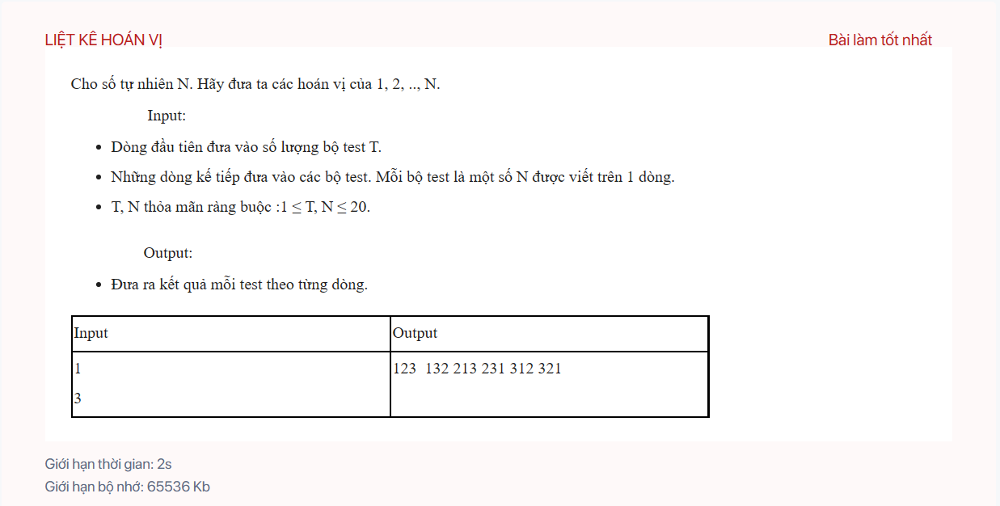 LIỆT KÊ HOÁN VỊ
Bài làm tốt nhất
Cho số tự nhiên N. Hãy đưa ta các hoán vị của 1, 2, .., N.
Input:
• Dòng đầu tiên đưa vào số lượng bộ test T.
• Những dòng kế tiếp đưa vào các bộ test. Mỗi bộ test là một số N được viết trên 1 dòng.
• T, N thỏa mãn ràng buộc :1 ≤ T, N ≤ 20.
Output:
• Đưa ra kết quả mỗi test theo từng dòng.
Input
Output
1
3
123  132 213 231 312 321
Giới hạn thời gian: 2s
Giới hạn bộ nhớ: 65536 Kb